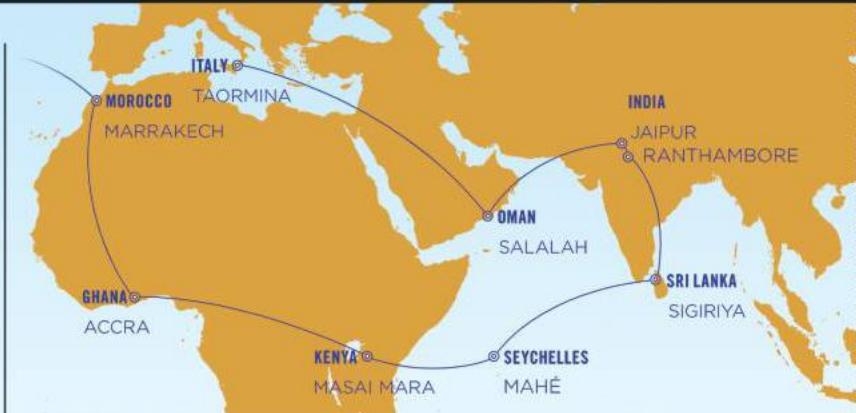 ITALY
TAORMINA
MOROCCO
MARRAKECH
INDIA
JAIPUR
RANTHAMBORE
OMAN
SALALAH
GHANA
ACCRA
SRI LANKA
SIGIRIYA
KENYA
MASAI MARA
SEYCHELLES
MAHÉ